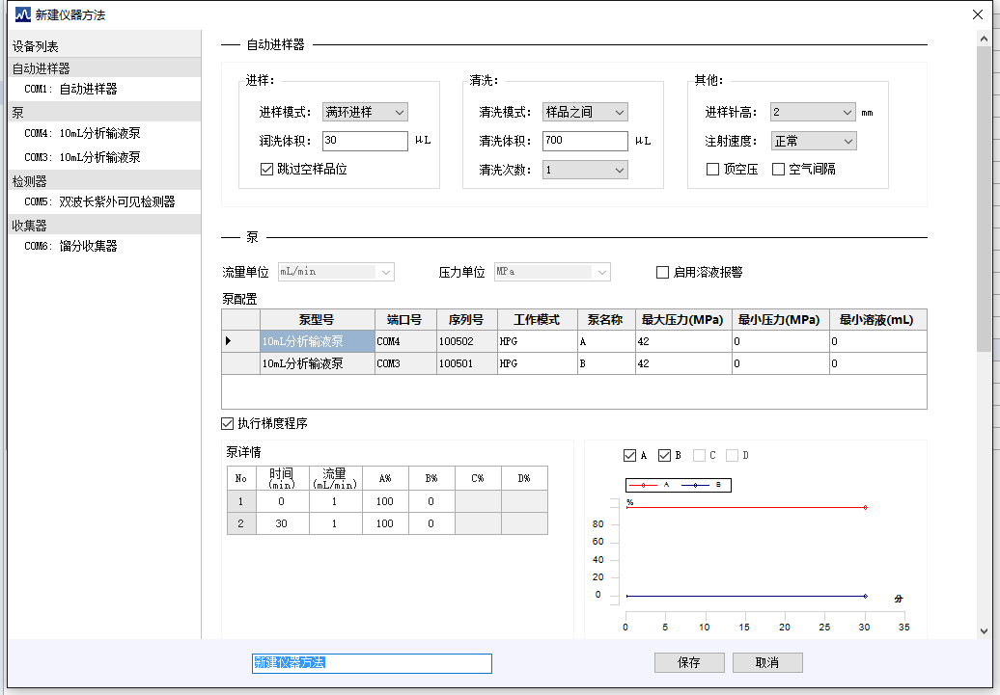 新建仪器方法
设备列表
自动进样器
COM1: 自动进样器
泵
COM4: 10mL分析输液泵
COM3: 10mL分析输液泵
检测器
COM5: 双波长紫外可见检测器
收集器
COM6: 馏分收集器
自动进样器
进样: 清洗: 其他:
进样模式: 满环进样 清洗模式: 样品之间 进样针高: 2 mm
润洗体积: 30 μL 清洗体积: 700 μL 注射速度: 正常
跳过空样品位 清洗次数: 1 顶空压 空气间隔
泵
流量单位 mL/min 压力单位 MPa 启用溶液报警
泵配置
泵型号 端口号 序列号 工作模式 泵名称 最大压力(MPa) 最小压力(MPa) 最小溶液(mL)
10mL分析输液泵 COM4 100502 HPG A 42 0 0
10mL分析输液泵 COM3 100501 HPG B 42 0 0
执行梯度程序
泵详情
No 时间(min) 流量(mL/min) A% B% C% D%
1 0 1 100 0
2 30 1 100 0
A B C D
A B
%
80
60
40
20
0
分
0 5 10 15 20 25 30 35
新建仪器方法 保存 取消